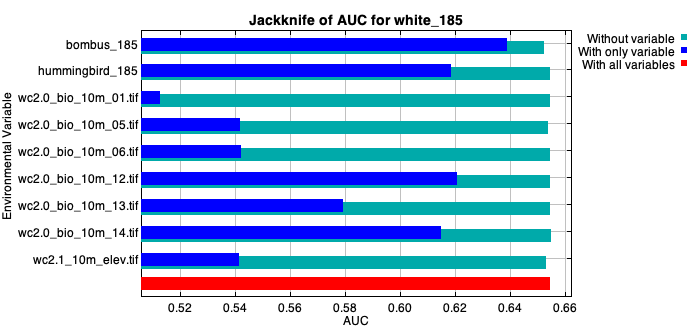 Jackknife of AUC for white_185
Without variable
With only variable
With all variables
Environmental Variable
bombus_185
hummingbird_185
wc2.0_bio_10m_01.tif
wc2.0_bio_10m_05.tif
wc2.0_bio_10m_06.tif
wc2.0_bio_10m_12.tif
wc2.0_bio_10m_13.tif
wc2.0_bio_10m_14.tif
wc2.1_10m_elev.tif
0.52 0.54 0.56 0.58 0.60 0.62 0.64 0.66
AUC